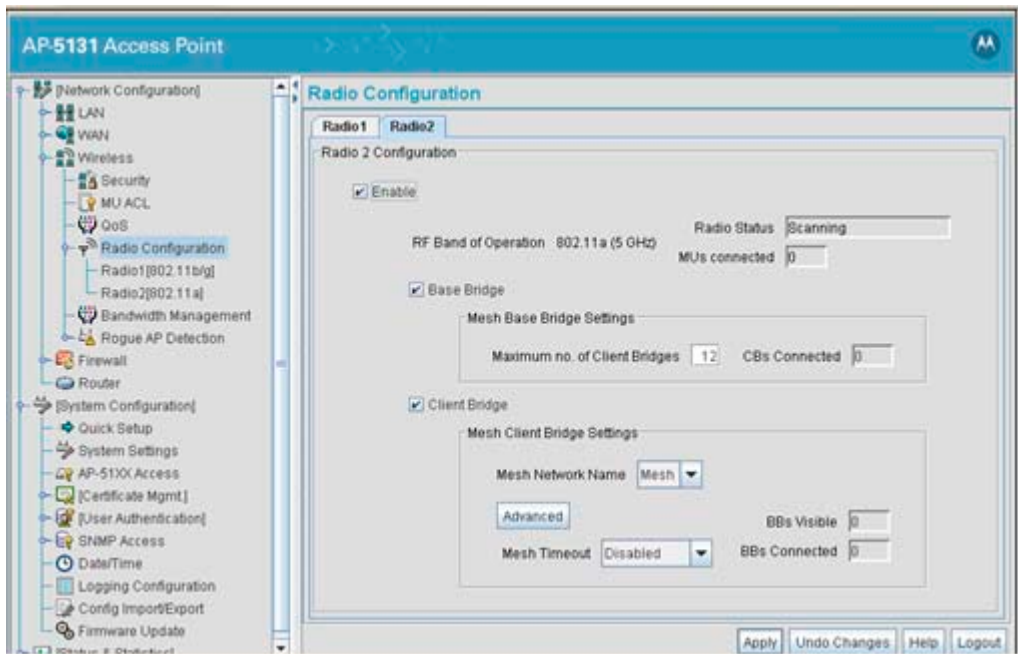 AP-5131 Access Point
[Network Configuration]
LAN
WAN
Wireless
Security
MU ACL
QoS
Radio Configuration
Radio1[802.11b/g]
Radio2[802.11a]
Bandwidth Management
Rogue AP Detection
Firewall
Router
[System Configuration]
Quick Setup
System Settings
AP-51XX Access
[Certificate Mgmt.]
[User Authentication]
SNMP Access
Date/Time
Logging Configuration
Config Import/Export
Firmware Update
[Status & Statistics]
Radio Configuration
Radio1 Radio2
Radio 2 Configuration
Enable
RF Band of Operation 802.11a (5 GHz)
Radio Status Scanning
MUs connected 0
Base Bridge
Mesh Base Bridge Settings
Maximum no. of Client Bridges 12 CBs Connected 0
Client Bridge
Mesh Client Bridge Settings
Mesh Network Name Mesh
Advanced
BBs Visible 0
Mesh Timeout Disabled BBs Connected 0
Apply Undo Changes Help Logout